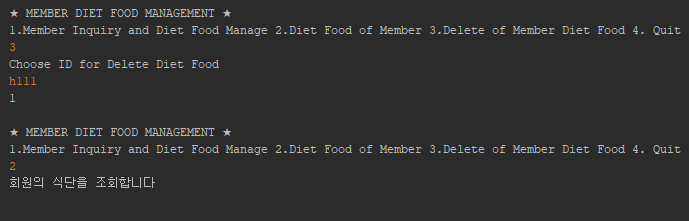 ★ MEMBER DIET FOOD MANAGEMENT ★
1.Member Inquiry and Diet Food Manage 2.Diet Food of Member 3.Delete of Member Diet Food 4. Quit
3
Choose ID for Delete Diet Food
h111
1
★ MEMBER DIET FOOD MANAGEMENT ★
1.Member Inquiry and Diet Food Manage 2.Diet Food of Member 3.Delete of Member Diet Food 4. Quit
2
회원의 식단을 조회합니다